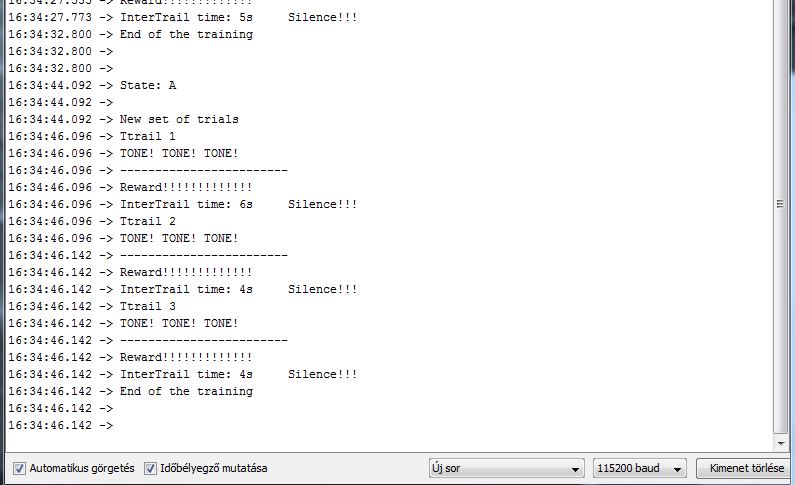 16:34:27.535 -> Reward!!!!!!!!!!!!!
16:34:27.773 -> InterTrail time: 5s     Silence!!!
16:34:32.800 -> End of the training
16:34:32.800 ->
16:34:32.800 ->
16:34:44.092 -> State: A
16:34:44.092 ->
16:34:44.092 -> New set of trials
16:34:46.096 -> Ttrail 1
16:34:46.096 -> TONE! TONE! TONE!
16:34:46.096 -> ------------------------
16:34:46.096 -> Reward!!!!!!!!!!!!!
16:34:46.096 -> InterTrail time: 6s     Silence!!!
16:34:46.096 -> Ttrail 2
16:34:46.096 -> TONE! TONE! TONE!
16:34:46.142 -> ------------------------
16:34:46.142 -> Reward!!!!!!!!!!!!!
16:34:46.142 -> InterTrail time: 4s     Silence!!!
16:34:46.142 -> Ttrail 3
16:34:46.142 -> TONE! TONE! TONE!
16:34:46.142 -> ------------------------
16:34:46.142 -> Reward!!!!!!!!!!!!!
16:34:46.142 -> InterTrail time: 4s     Silence!!!
16:34:46.142 -> End of the training
16:34:46.142 ->
16:34:46.142 ->
Automatikus görgetés Időbélyegző mutatása Új sor 115200 baud Kimenet törlése